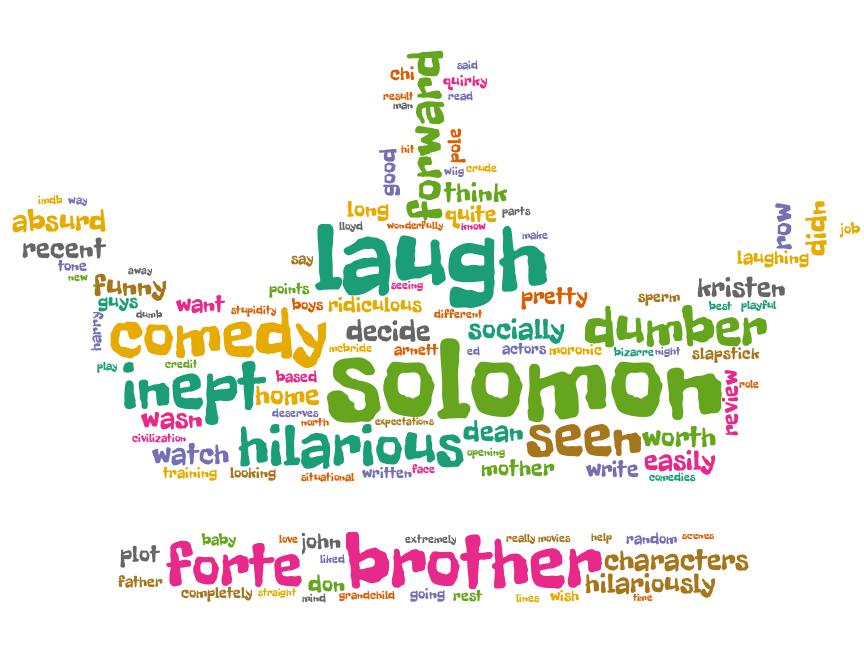 said
chi
quirky
forward
result
read
man
hit
good
pole
wiig
crude
think
imdb way
absurd
long
quite
parts
row
didn
job
lloyd
wonderfully
know
recent
laugh
make
laughing
tone
say
new
away
funny
points
seeing
kristen
guys
want
boys
ridiculous
pretty
sperm
best
playful
dumb
stupidity
different
harry
comedy
decide
socially
dumber
mcbride
arnett
ed
actors
moronic
bizarre
night
slapstick
play
credit
inept
based
solomon
review
role
home
deserves
wasn
north
expectations
civilization
hilarious
dean
seen
worth
watch
opening
easily
training
looking
situational
written
face
mother
write
comedies
plot
baby
love
john
extremely
really
movies
help
random
scenes
forte
liked
brother
characters
father
don
hilariously
completely
straight
mind
grandchild
going
rest
lines
wish
time